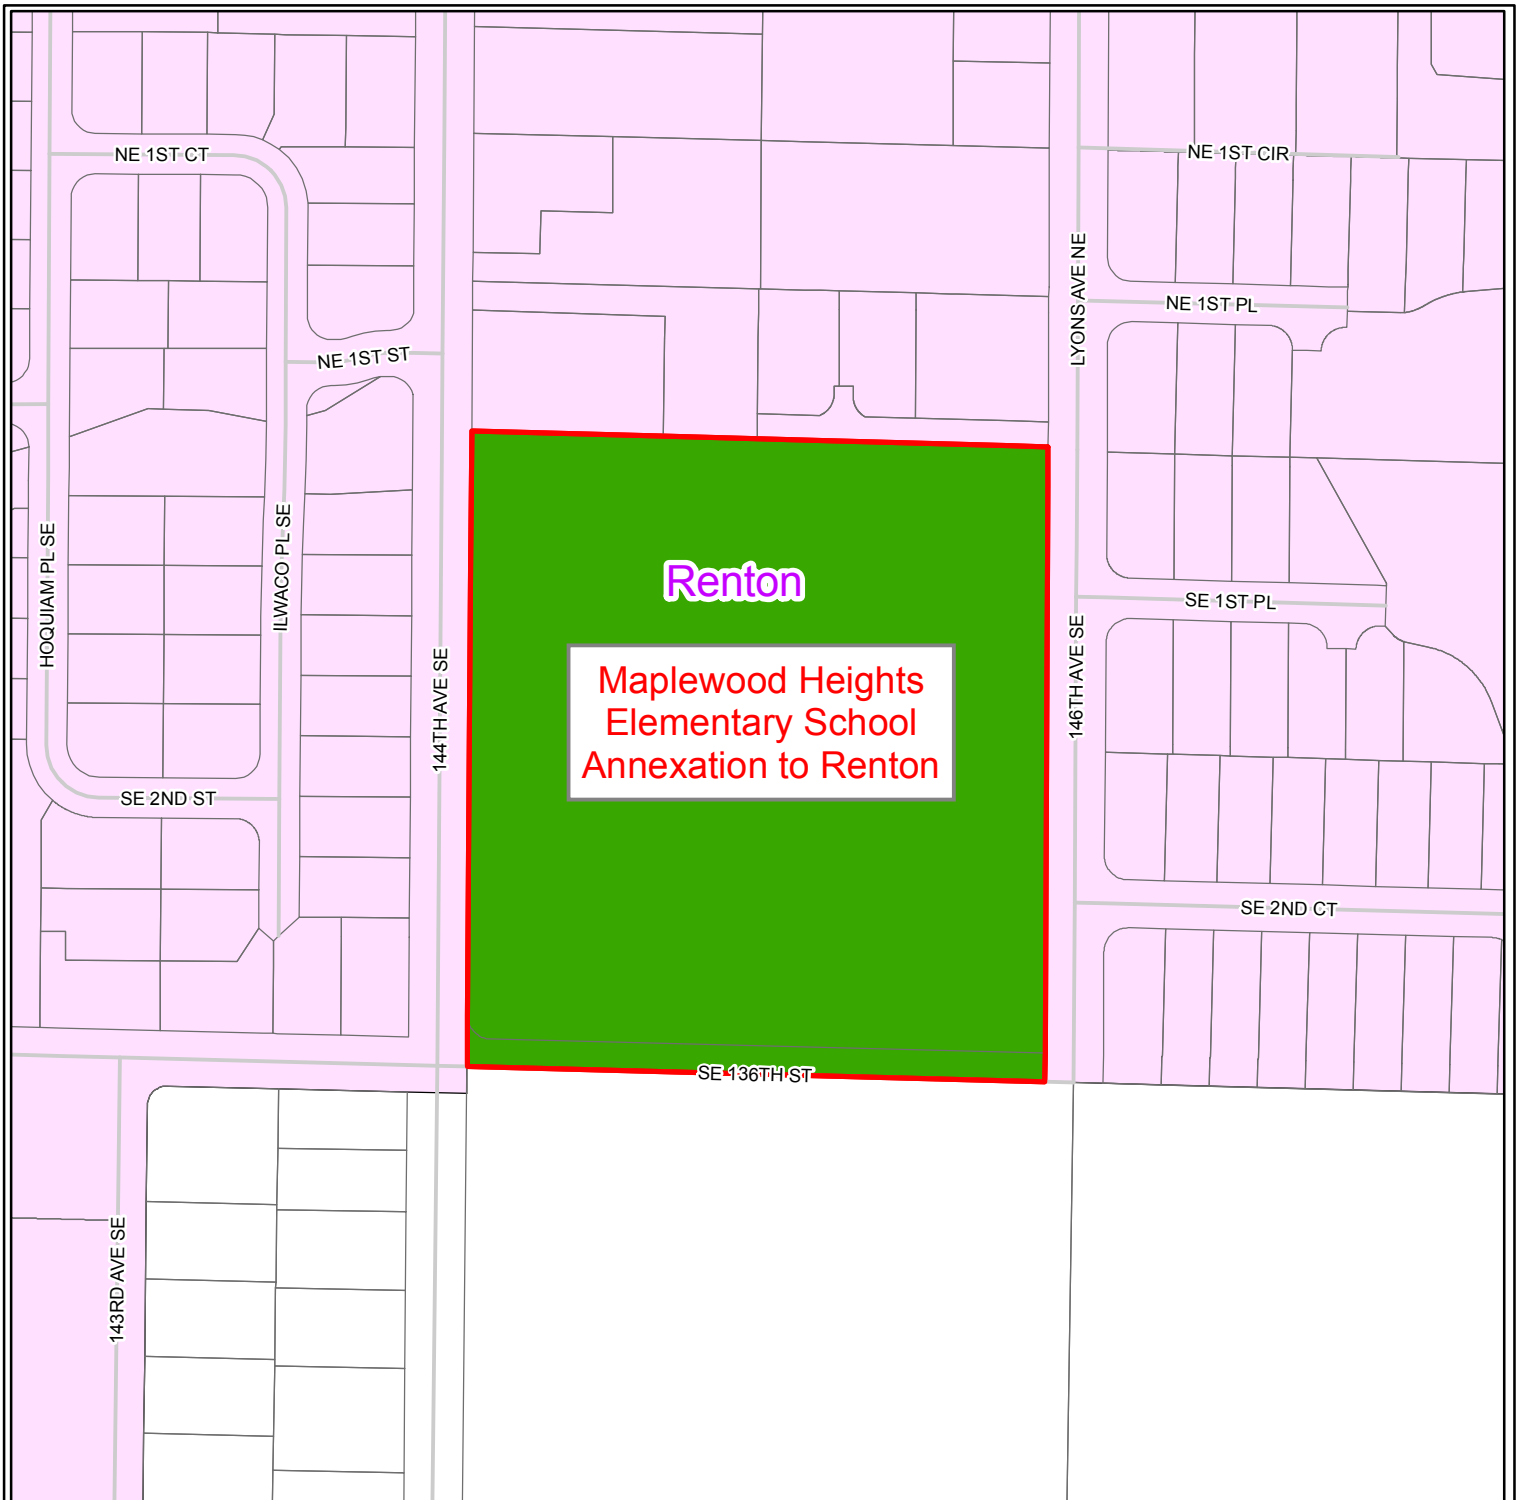 NE 1ST CT
NE 1ST CIR
LYONS AVE NE
NE 1ST PL
NE 1ST ST
HOQUIAM PL SE
ILWACO PL SE
Renton
SE 1ST PL
144TH AVE SE
Maplewood Heights
Elementary School
Annexation to Renton
146TH AVE SE
SE 2ND ST
SE 2ND CT
SE 136TH ST
143RD AVE SE